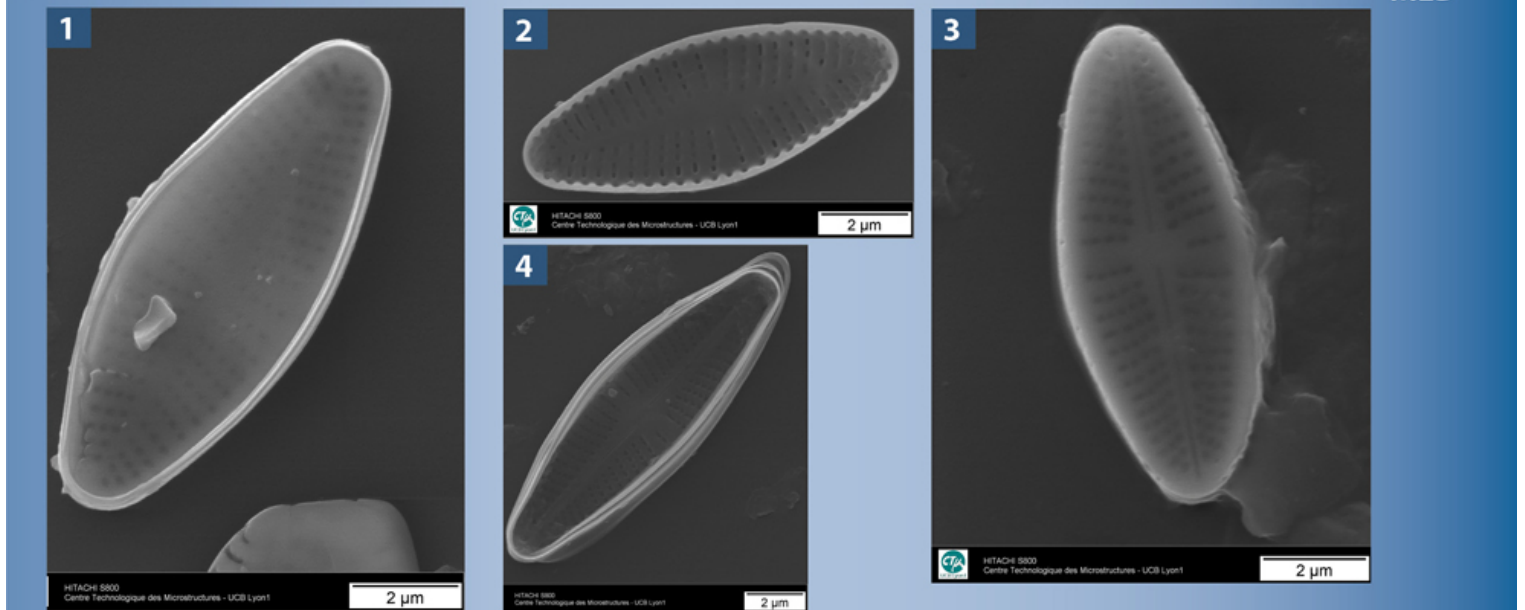 1
HITACHI S800
Centre Technologique des Microstructures - UCB Lyon1
2 µm
2
HITACHI S800
Centre Technologique des Microstructures - UCB Lyon1
2 µm
3
HITACHI S800
Centre Technologique des Microstructures - UCB Lyon1
2 µm
4
HITACHI S800
Centre Technologique des Microstructures - UCB Lyon1
2 µm